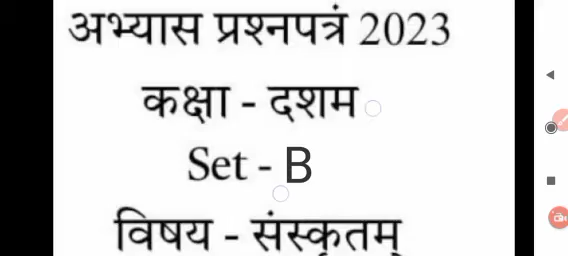 अभ्यास प्रश्नपत्रं 2023
कक्षा - दशम
Set - B
विषय - संस्कृतम्